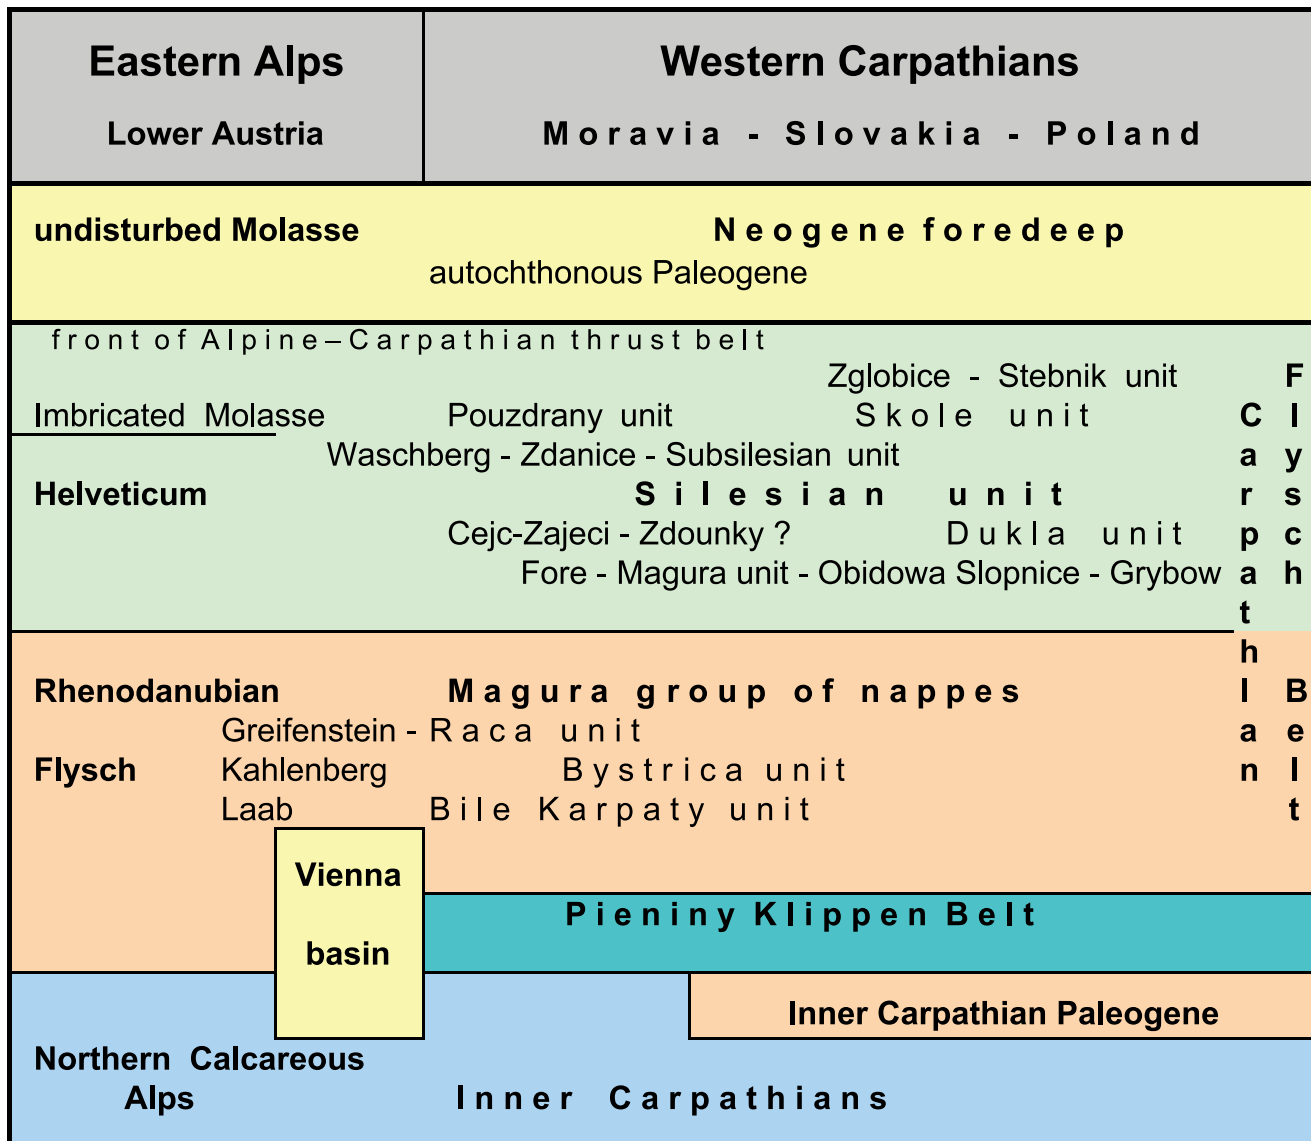 Eastern Alps
Western Carpathians
Lower Austria
Moravia - Slovakia - Poland
undisturbed Molasse
Neogene foredeep
autochthonous Paleogene
front of Alpine–Carpathian thrust belt
Zglobice - Stebnik unit
Imbricated Molasse
Pouzdrany unit
Skole unit
Waschberg - Zdanice - Subsilesian unit
Helveticum
Silesian unit
Cejc-Zajeci - Zdounky ?
Dukla unit
Fore - Magura unit - Obidowa Slopnice - Grybow
Carpathlan
Flysch Belt
Rhenodanubian
Magura group of nappes
Greifenstein - Raca unit
Flysch
Kahlenberg
Bystrica unit
Laab
Bile Karpaty unit
Vienna
basin
Pieniny Klippen Belt
Inner Carpathian Paleogene
Northern Calcareous
Alps
Inner Carpathians